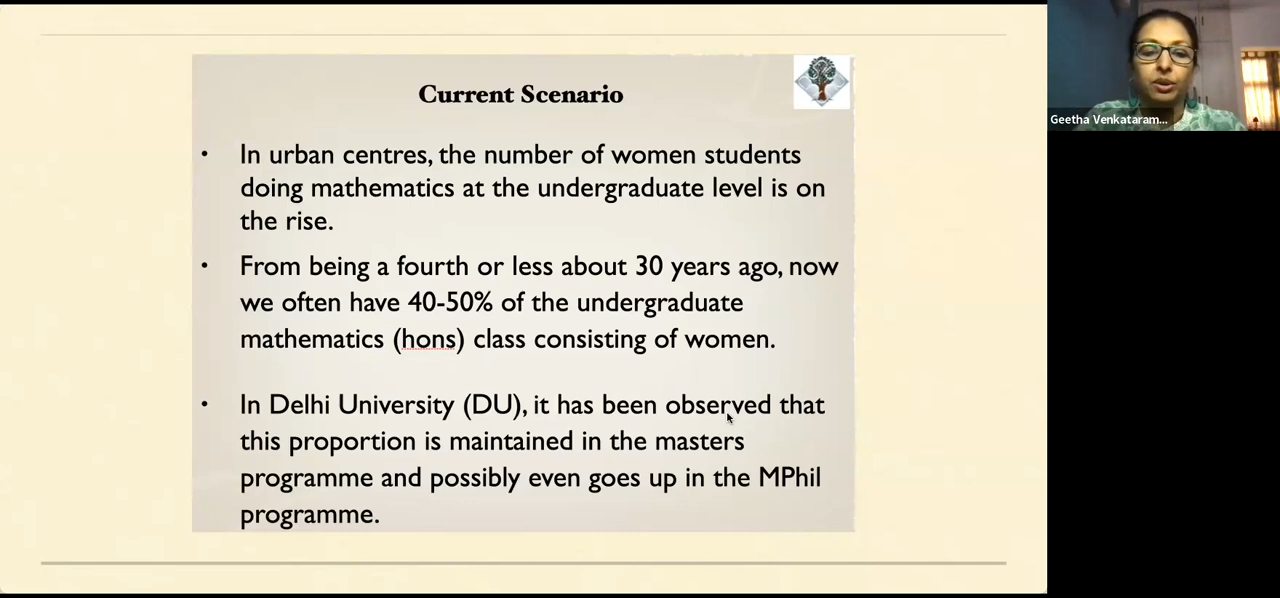 Current Scenario
• In urban centres, the number of women students
doing mathematics at the undergraduate level is on
the rise.
• From being a fourth or less about 30 years ago, now
we often have 40-50% of the undergraduate
mathematics (hons) class consisting of women.
• In Delhi University (DU), it has been observed that
this proportion is maintained in the masters
programme and possibly even goes up in the MPhil
programme.
Geetha Venkataram...